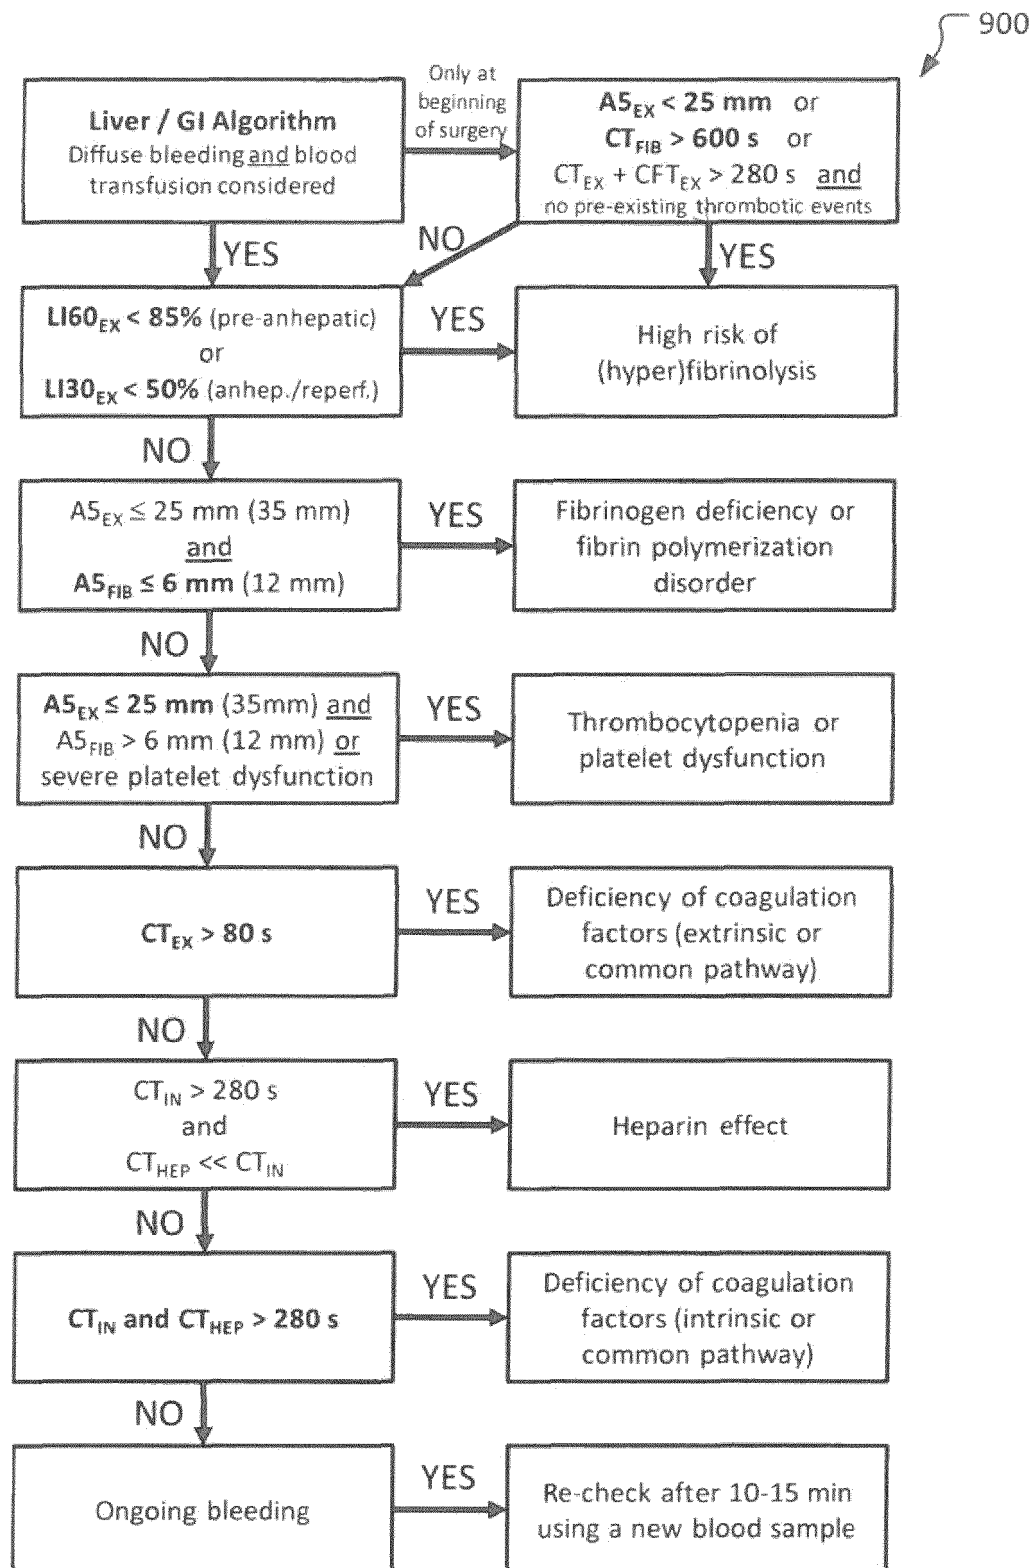 900
Liver / GI Algorithm
Diffuse bleeding and blood
transfusion considered
Only at
beginning
of surgery
A5EX < 25 mm or
CTFIB > 600 s or
CTEX + CFTEX > 280 s and
no pre-existing thrombotic events
YES
NO
YES
LI60EX < 85% (pre-anhepatic)
or
LI30EX < 50% (anhep./reperf.)
YES
High risk of
(hyper)fibrinolysis
NO
A5EX ≤ 25 mm (35 mm)
and
A5FIB ≤ 6 mm (12 mm)
YES
Fibrinogen deficiency or
fibrin polymerization
disorder
NO
A5EX ≤ 25 mm (35mm) and
A5FIB > 6 mm (12 mm) or
severe platelet dysfunction
YES
Thrombocytopenia or
platelet dysfunction
NO
CTEX > 80 s
YES
Deficiency of coagulation
factors (extrinsic or
common pathway)
NO
CTIN > 280 s
and
CTHEP << CTIN
YES
Heparin effect
NO
CTIN and CTHEP > 280 s
YES
Deficiency of coagulation
factors (intrinsic or
common pathway)
NO
Ongoing bleeding
YES
Re-check after 10-15 min
using a new blood sample